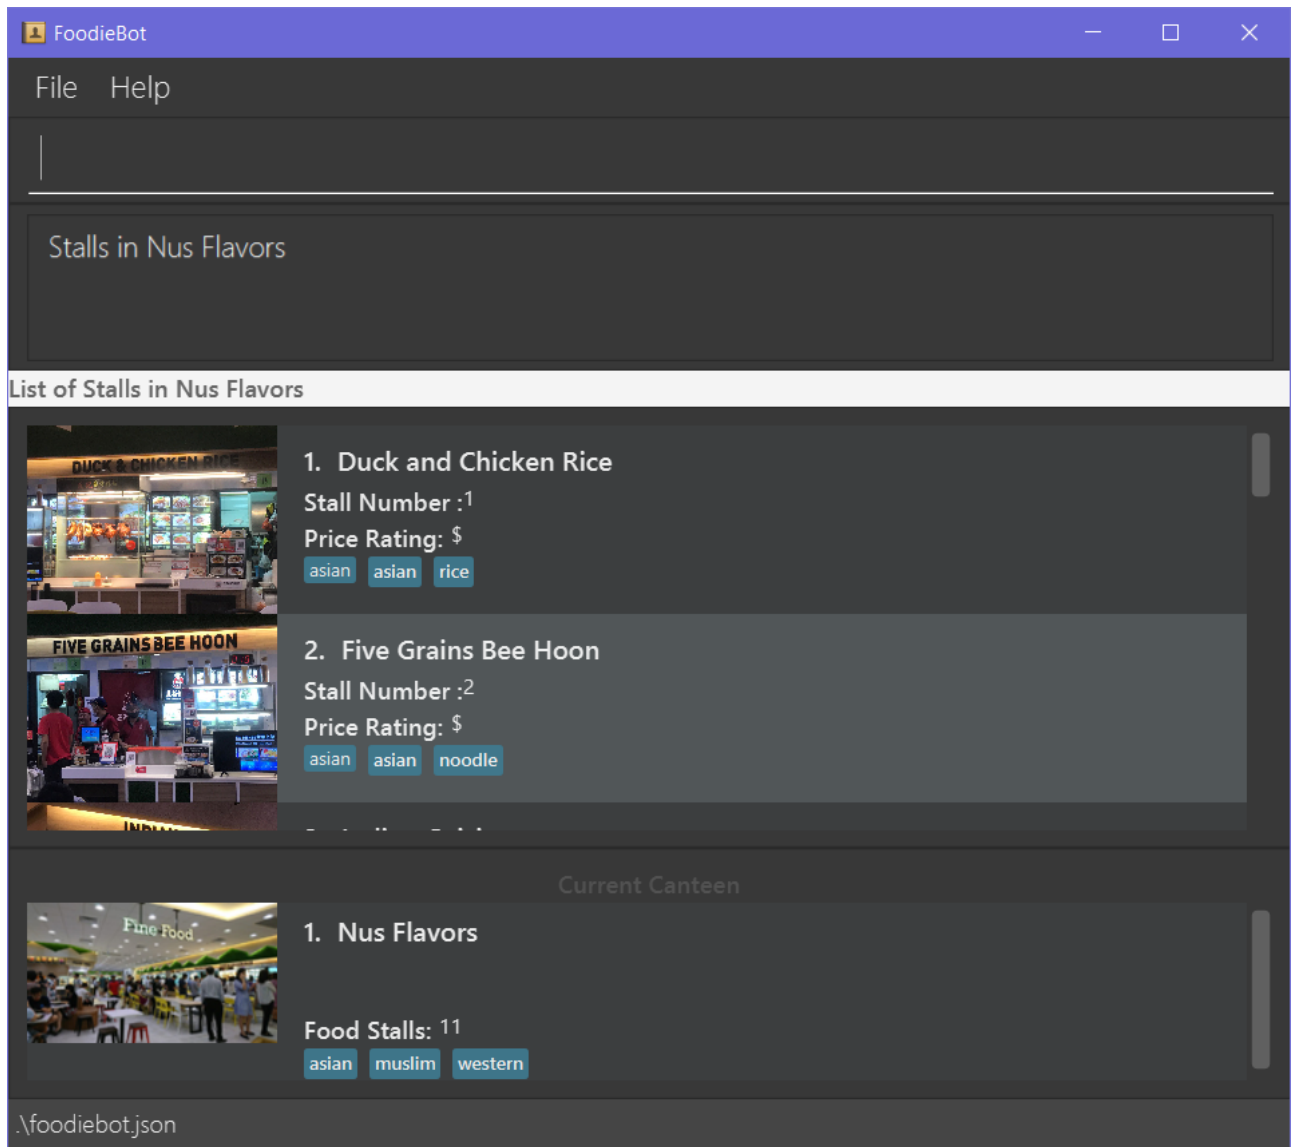 FoodieBot
File Help
Stalls in Nus Flavors
List of Stalls in Nus Flavors
DUCK & CHICKEN RICE
1. Duck and Chicken Rice
Stall Number :1
Price Rating: $
asian asian rice
FIVE GRAINS BEE HOON
2. Five Grains Bee Hoon
Stall Number :2
Price Rating: $
asian asian noodle
Current Canteen
Fine Food
1. Nus Flavors
Food Stalls: 11
asian muslim western
.\foodiebot.json